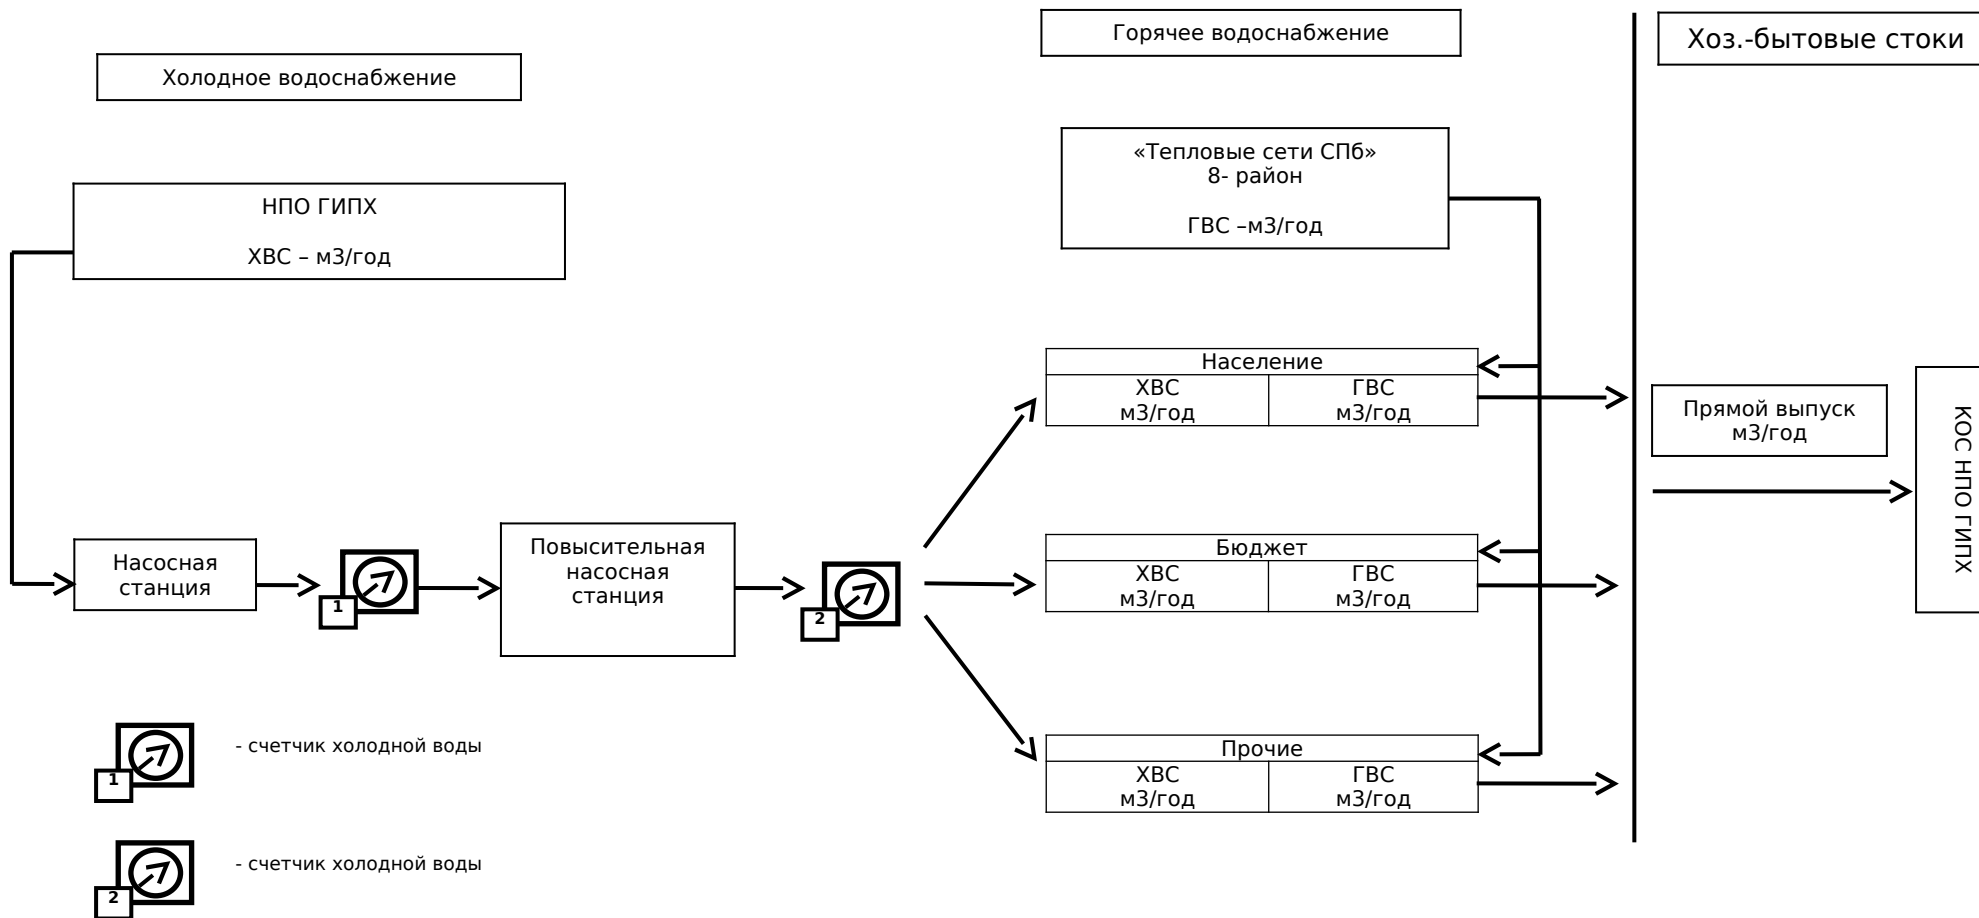 Холодное водоснабжение
Горячее водоснабжение
Хоз.-бытовые стоки
НПО ГИПХ
ХВС – м3/год
«Тепловые сети СПб»
8- район
ГВС –м3/год
Население
ХВС
м3/год
ГВС
м3/год
Прямой выпуск
м3/год
КОС НПО ГИПХ
Насосная
станция
1
Повысительная
насосная
станция
2
Бюджет
ХВС
м3/год
ГВС
м3/год
Прочие
ХВС
м3/год
ГВС
м3/год
1
- счетчик холодной воды
2
- счетчик холодной воды